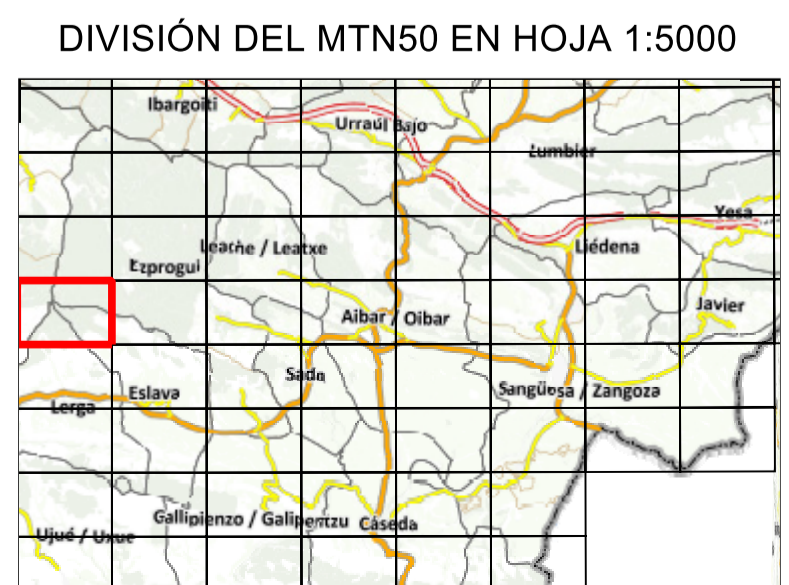 DIVISIÓN DEL MTN50 EN HOJA 1:5000
Ibargoiti
Urraúl Bajo
Lumbier
Yesa
Leache / Leatxe
Liédena
Ezprogui
Javier
Aibar / Oibar
Sada
Sangüesa / Zangoza
Eslava
Lerga
Gallipienzo / Galipentzu
Cáseda
Ujué / Uxue